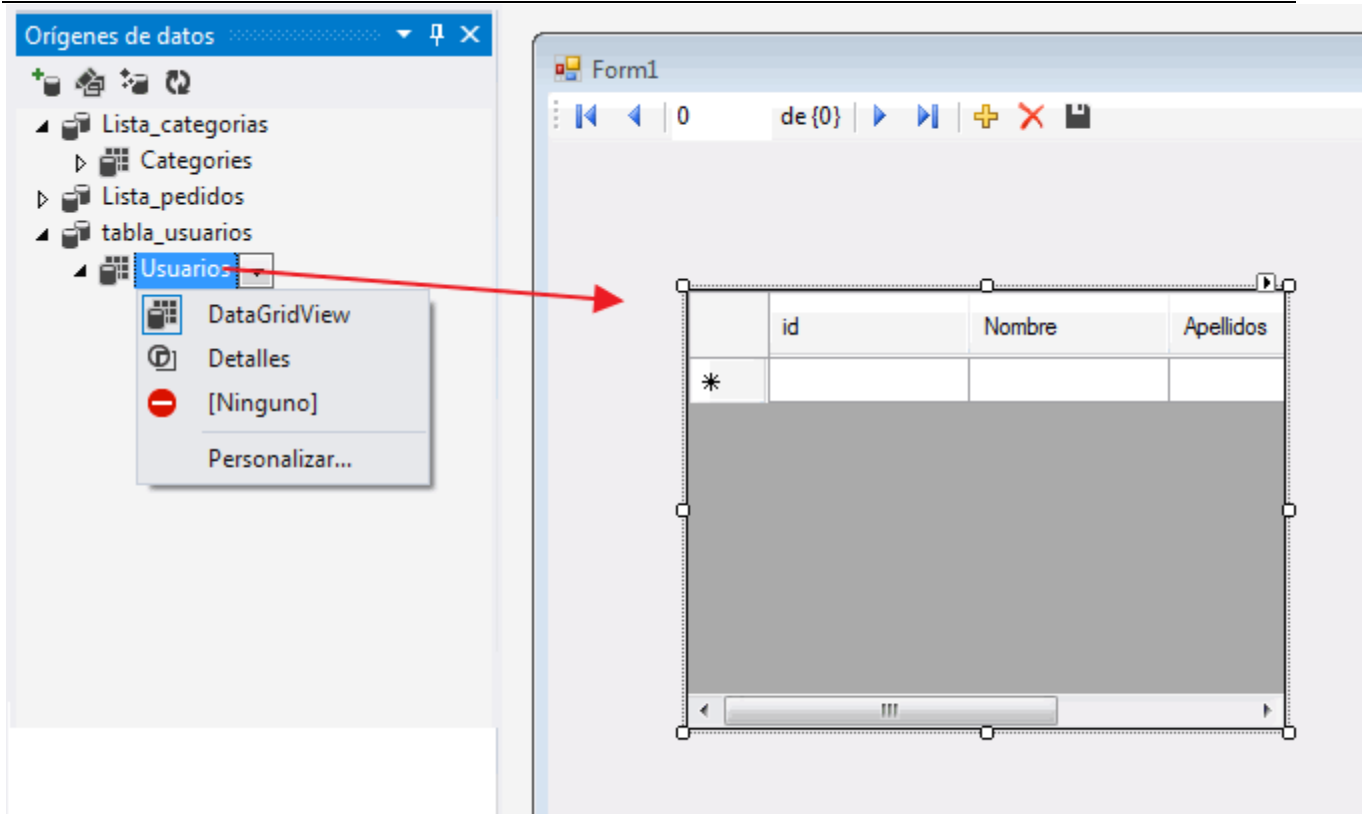 Orígenes de datos
Lista_categorias
Categories
Lista_pedidos
tabla_usuarios
Usuarios
DataGridView
Detalles
[Ninguno]
Personalizar...
Form1
0 de {0}
id Nombre Apellidos